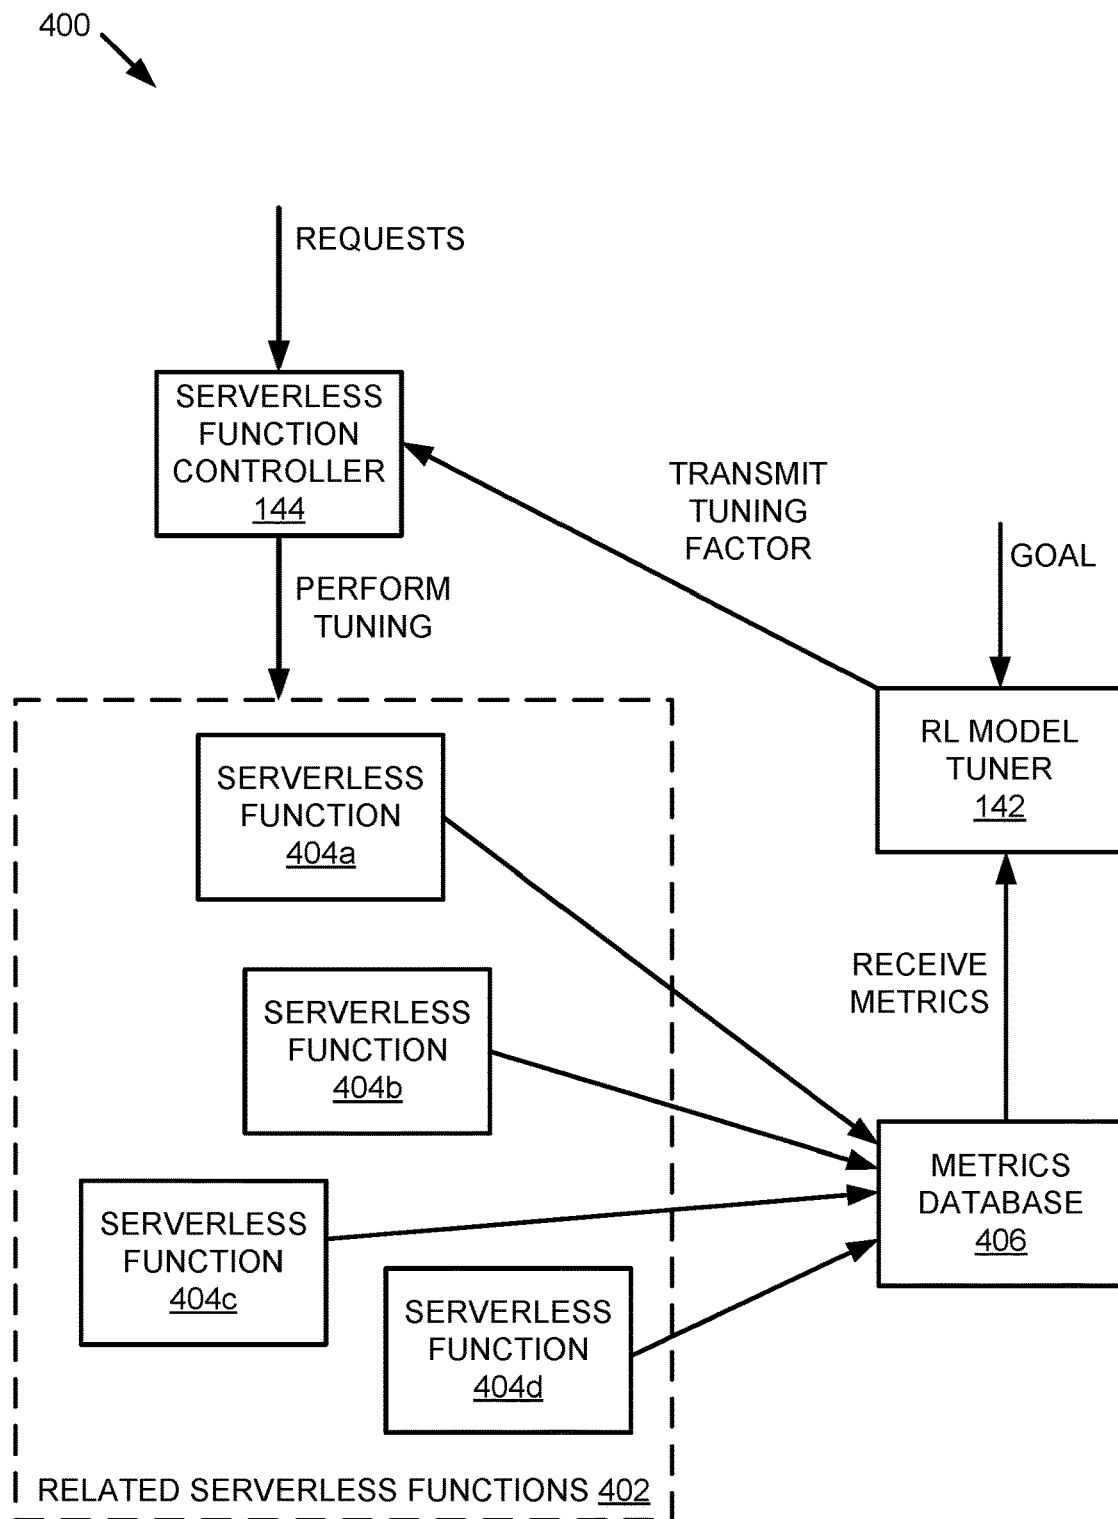 400
REQUESTS
SERVERLESS
FUNCTION
CONTROLLER
144
TRANSMIT
TUNING
FACTOR
GOAL
PERFORM
TUNING
RL MODEL
TUNER
142
SERVERLESS
FUNCTION
404a
RECEIVE
METRICS
SERVERLESS
FUNCTION
404b
METRICS
DATABASE
406
SERVERLESS
FUNCTION
404c
SERVERLESS
FUNCTION
404d
RELATED SERVERLESS FUNCTIONS 402